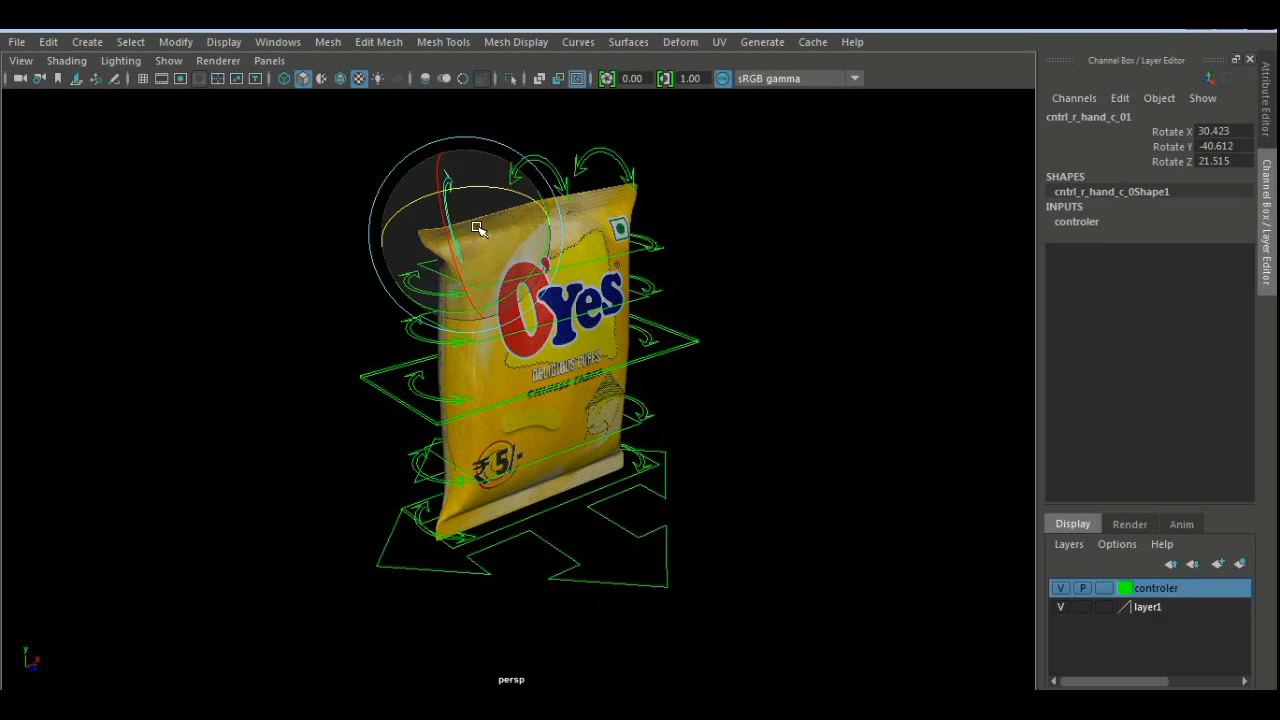 File Edit Create Select Modify Display Windows Mesh Edit Mesh Mesh Tools Mesh Display Curves Surfaces Deform UV Generate Cache Help
View Shading Lighting Show Renderer Panels
0.00 1.00 sRGB gamma
Channel Box / Layer Editor
Channels Edit Object Show
cntrl_r_hand_c_01
Rotate X 30.423
Rotate Y -40.612
Rotate Z 21.515
SHAPES
cntrl_r_hand_c_0Shape1
INPUTS
controler
Attribute Editor
Channel Box / Layer Editor
O'Yes
DELICIOUS PUFFS
₹ 5/-
persp
Display Render Anim
Layers Options Help
V P controler
V layer1
y
x